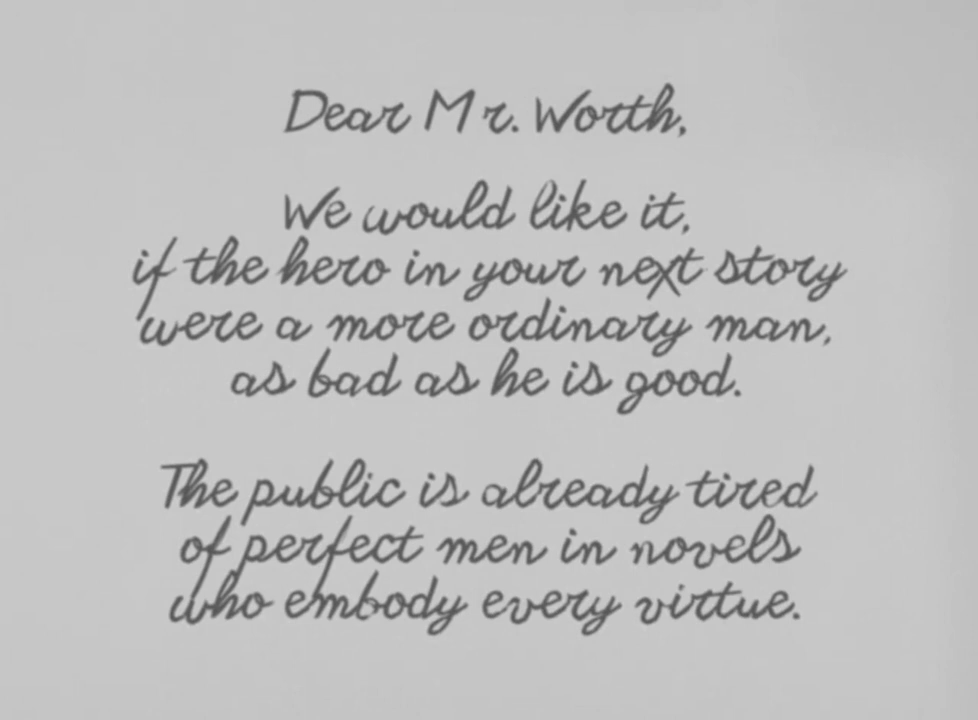 Dear Mr. Worth,
We would like it,
if the hero in your next story
were a more ordinary man,
as bad as he is good.
The public is already tired
of perfect men in novels
who embody every virtue.